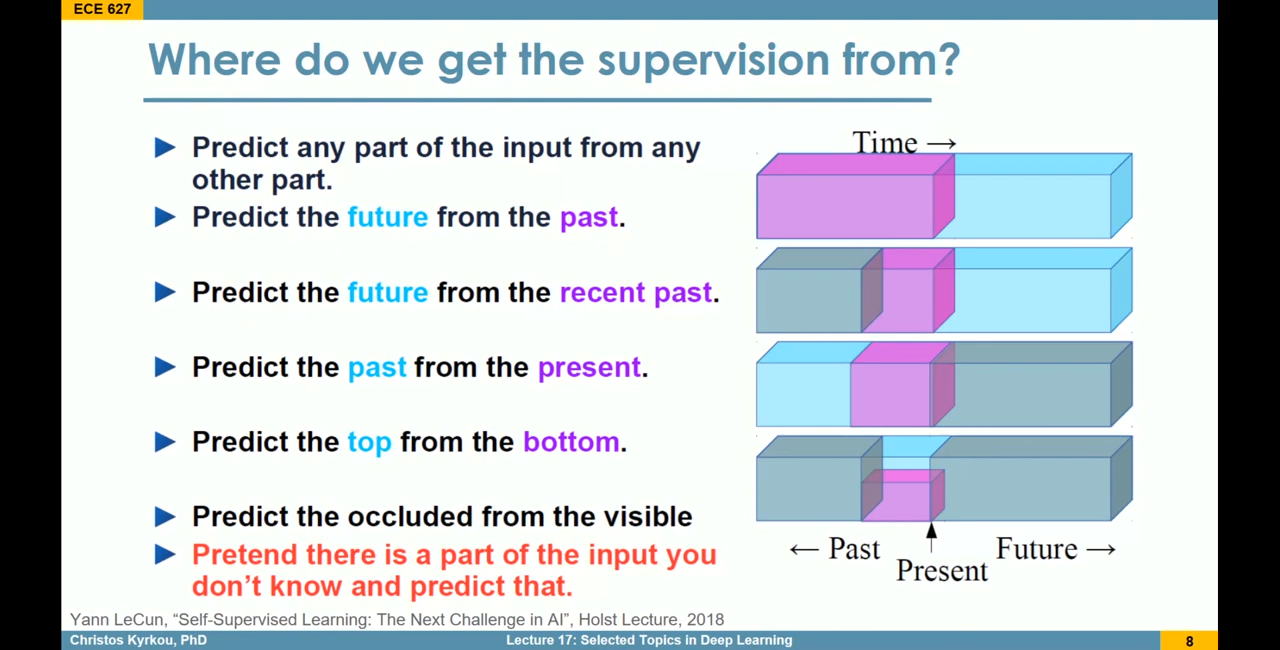 ECE 627
Where do we get the supervision from?
Predict any part of the input from any
other part.
Predict the future from the past.
Predict the future from the recent past.
Predict the past from the present.
Predict the top from the bottom.
Predict the occluded from the visible
Pretend there is a part of the input you
don't know and predict that.
Time →
← Past
Present
Future →
Yann LeCun, “Self-Supervised Learning: The Next Challenge in AI”, Holst Lecture, 2018
Christos Kyrkou, PhD
Lecture 17: Selected Topics in Deep Learning
8